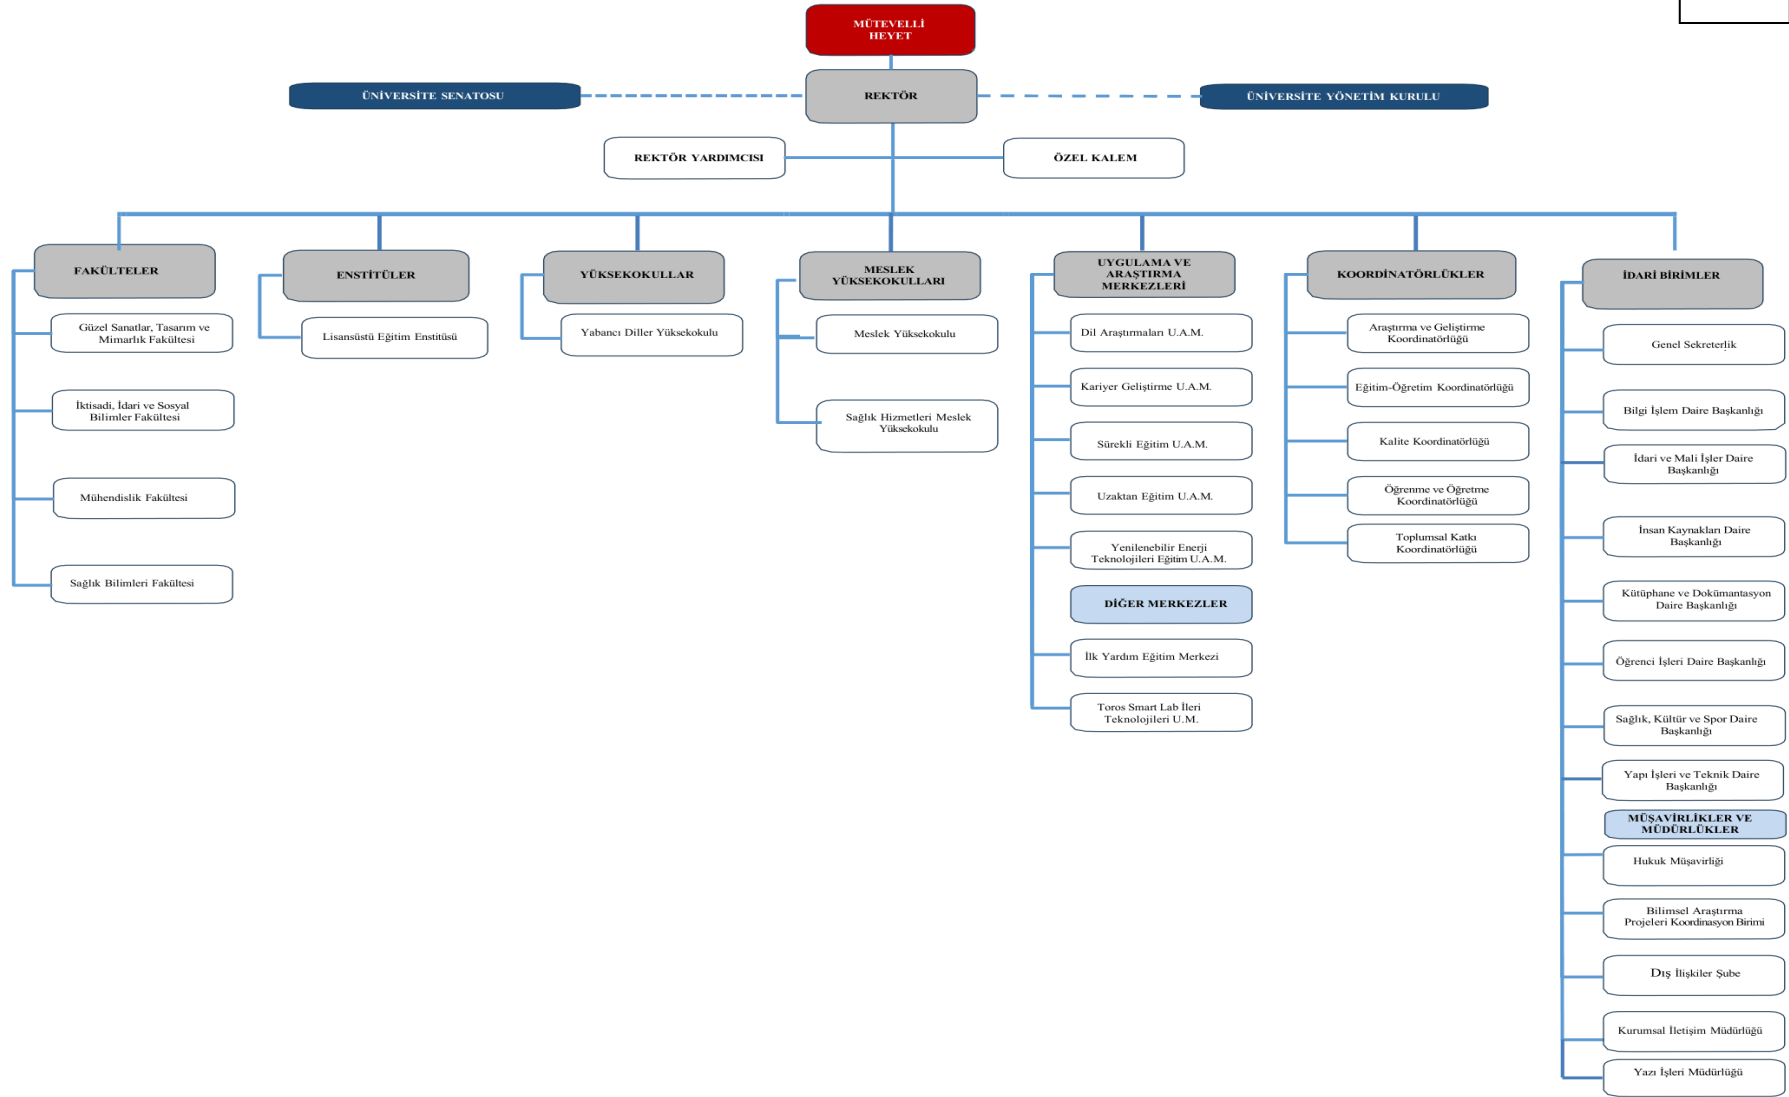 MÜTEVELLİ
HEYET
ÜNİVERSİTE SENATOSU
REKTÖR
ÜNİVERSİTE YÖNETİM KURULU
REKTÖR YARDIMCISI
ÖZEL KALEM
FAKÜLTELER
Güzel Sanatlar, Tasarım ve
Mimarlık Fakültesi
İktisadi, İdari ve Sosyal
Bilimler Fakültesi
Mühendislik Fakültesi
Sağlık Bilimleri Fakültesi
ENSTİTÜLER
Lisansüstü Eğitim Enstitüsü
YÜKSEKOKULLAR
Yabancı Diller Yüksekokulu
MESLEK
YÜKSEKOKULLARI
Meslek Yüksekokulu
Sağlık Hizmetleri Meslek
Yüksekokulu
UYGULAMA VE
ARAŞTIRMA
MERKEZLERİ
Dil Araştırmaları U.A.M.
Kariyer Geliştirme U.A.M.
Sürekli Eğitim U.A.M.
Uzaktan Eğitim U.A.M.
Yenilenebilir Enerji
Teknolojileri Eğitim U.A.M.
DİĞER MERKEZLER
İlk Yardım Eğitim Merkezi
Toros Smart Lab İleri
Teknolojileri U.M.
KOORDİNATÖRLÜKLER
Araştırma ve Geliştirme
Koordinatörlüğü
Eğitim-Öğretim Koordinatörlüğü
Kalite Koordinatörlüğü
Öğrenme ve Öğretme
Koordinatörlüğü
Toplumsal Katkı
Koordinatörlüğü
İDARİ BİRİMLER
Genel Sekreterlik
Bilgi İşlem Daire Başkanlığı
İdari ve Mali İşler Daire
Başkanlığı
İnsan Kaynakları Daire
Başkanlığı
Kütüphane ve Dokümantasyon
Daire Başkanlığı
Öğrenci İşleri Daire Başkanlığı
Sağlık, Kültür ve Spor Daire
Başkanlığı
Yapı İşleri ve Teknik Daire
Başkanlığı
MÜŞAVİRLİKLER VE
MÜDÜRLÜKLER
Hukuk Müşavirliği
Bilimsel Araştırma
Projeleri Koordinasyon Birimi
Dış İlişkiler Şube
Kurumsal İletişim Müdürlüğü
Yazı İşleri Müdürlüğü